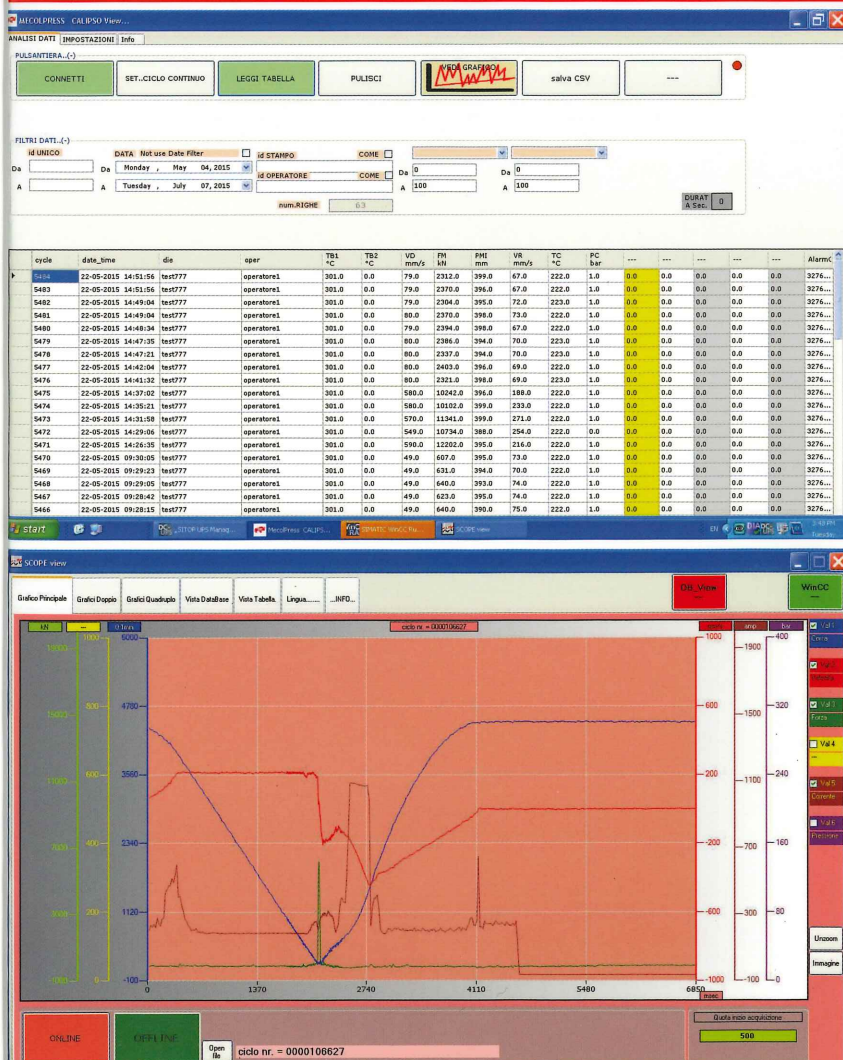 MECOLPRESS CALIPSO View...
ANALISI DATI IMPOSTAZIONI Info
PULSANTIERA..(-)
CONNETTI SET..CICLO CONTINUO LEGGI TABELLA PULISCI VEDI GRAFICO salva CSV ---
FILTRI DATI..(-)
id UNICO DATA Not use Date Filter id STAMPO COME
Da Da Monday , May 04, 2015 Da 0 Da 0
id OPERATORE COME
A A Tuesday , July 07, 2015 A 100 A 100
num.RIGHE 63 DURAT A Sec. 0
cycle date_time die oper TB1 °C TB2 °C VD mm/s FM kN PMI mm VR mm/s TC °C PC bar --- --- --- --- --- AlarmC
5484 22-05-2015 14:51:56 test777 operatore1 301.0 0.0 79.0 2312.0 399.0 67.0 222.0 1.0 0.0 0.0 0.0 0.0 0.0 3276...
5483 22-05-2015 14:51:56 test777 operatore1 301.0 0.0 79.0 2370.0 396.0 67.0 222.0 1.0 0.0 0.0 0.0 0.0 0.0 3276...
5482 22-05-2015 14:49:04 test777 operatore1 301.0 0.0 79.0 2304.0 395.0 72.0 223.0 1.0 0.0 0.0 0.0 0.0 0.0 3276...
5481 22-05-2015 14:49:04 test777 operatore1 301.0 0.0 80.0 2370.0 398.0 73.0 222.0 1.0 0.0 0.0 0.0 0.0 0.0 3276...
5480 22-05-2015 14:48:34 test777 operatore1 301.0 0.0 79.0 2394.0 398.0 67.0 222.0 1.0 0.0 0.0 0.0 0.0 0.0 3276...
5479 22-05-2015 14:47:35 test777 operatore1 301.0 0.0 80.0 2386.0 394.0 70.0 223.0 1.0 0.0 0.0 0.0 0.0 0.0 3276...
5478 22-05-2015 14:47:21 test777 operatore1 301.0 0.0 80.0 2337.0 394.0 70.0 222.0 1.0 0.0 0.0 0.0 0.0 0.0 3276...
5477 22-05-2015 14:42:04 test777 operatore1 301.0 0.0 80.0 2403.0 396.0 69.0 222.0 1.0 0.0 0.0 0.0 0.0 0.0 3276...
5476 22-05-2015 14:41:32 test777 operatore1 301.0 0.0 80.0 2321.0 398.0 69.0 223.0 1.0 0.0 0.0 0.0 0.0 0.0 3276...
5475 22-05-2015 14:37:02 test777 operatore1 301.0 0.0 580.0 10242.0 396.0 188.0 222.0 1.0 0.0 0.0 0.0 0.0 0.0 3276...
5474 22-05-2015 14:35:21 test777 operatore1 301.0 0.0 580.0 10102.0 399.0 233.0 222.0 1.0 0.0 0.0 0.0 0.0 0.0 3276...
5473 22-05-2015 14:31:58 test777 operatore1 301.0 0.0 570.0 11341.0 399.0 271.0 222.0 1.0 0.0 0.0 0.0 0.0 0.0 3276...
5472 22-05-2015 14:29:06 test777 operatore1 301.0 0.0 549.0 10734.0 388.0 254.0 222.0 0.0 0.0 0.0 0.0 0.0 0.0 3276...
5471 22-05-2015 14:26:35 test777 operatore1 301.0 0.0 590.0 12202.0 395.0 216.0 222.0 1.0 0.0 0.0 0.0 0.0 0.0 3276...
5470 22-05-2015 09:30:05 test777 operatore1 301.0 0.0 49.0 607.0 395.0 73.0 222.0 1.0 0.0 0.0 0.0 0.0 0.0 3276...
5469 22-05-2015 09:29:23 test777 operatore1 301.0 0.0 49.0 631.0 394.0 70.0 222.0 1.0 0.0 0.0 0.0 0.0 0.0 3276...
5468 22-05-2015 09:29:05 test777 operatore1 301.0 0.0 49.0 640.0 393.0 74.0 222.0 1.0 0.0 0.0 0.0 0.0 0.0 3276...
5467 22-05-2015 09:28:42 test777 operatore1 301.0 0.0 49.0 623.0 395.0 74.0 222.0 1.0 0.0 0.0 0.0 0.0 0.0 3276...
5466 22-05-2015 09:28:15 test777 operatore1 301.0 0.0 49.0 640.0 390.0 75.0 222.0 1.0 0.0 0.0 0.0 0.0 0.0 3276...
start SITOP UPS Manag... MecolPress CALIPS... SIMATIC WinCC Ru... SCOPE view EN 2:40 PM
Tuesday
SCOPE view
Grafico Principale Grafici Doppio Grafici Quadruplo Vista DataBase Vista Tabella Lingua........ ...INFO... DB_View --- WinCC ---
kN --- 0.1mm ciclo nr. = 0000106627 amp bar Val 1
1000 6000 1000 1900 400
Val 3
800 4780 600 1500 320 Forza
Val 4
600 3560 200 1100 240 ---
Val 5
Corrente
Val 6
Pressione
400 2340 -200 700 160
200 1120 -600 300 80
Unzoom
Immagine
-1000 0 -100 -1000 -100 0
0 1370 2740 4110 5480 6850
msec
Quota inizio acquisizione
ONLINE OFFLINE Open file ciclo nr. = 0000106627 500